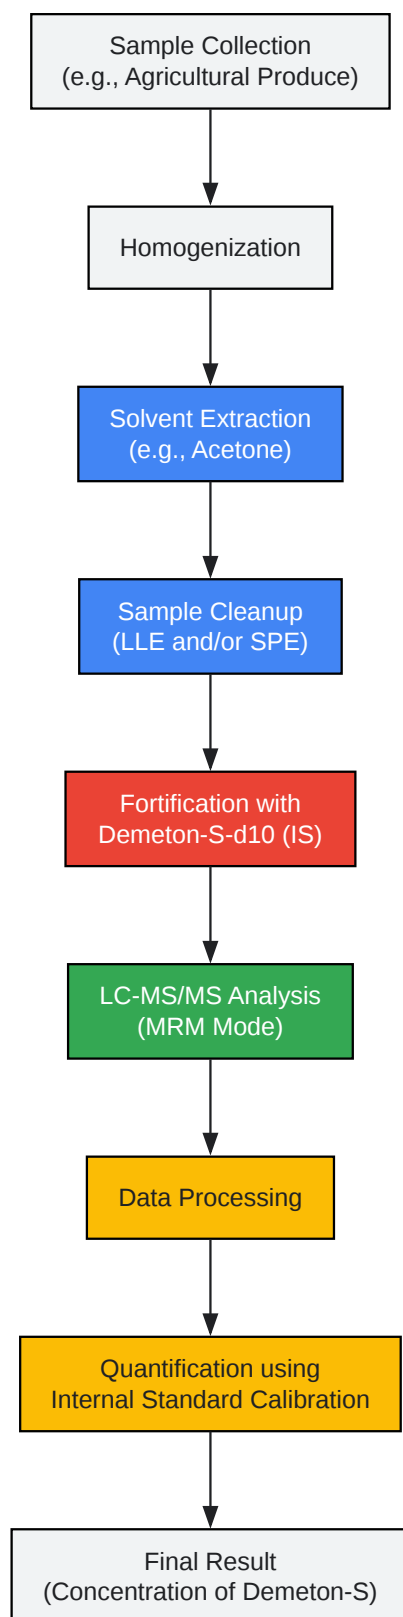 Sample Collection
(e.g., Agricultural Produce)
Homogenization
Solvent Extraction
(e.g., Acetone)
Sample Cleanup
(LLE and/or SPE)
Fortification with
Demeton-S-d10 (IS)
LC-MS/MS Analysis
(MRM Mode)
Data Processing
Quantification using
Internal Standard Calibration
Final Result
(Concentration of Demeton-S)